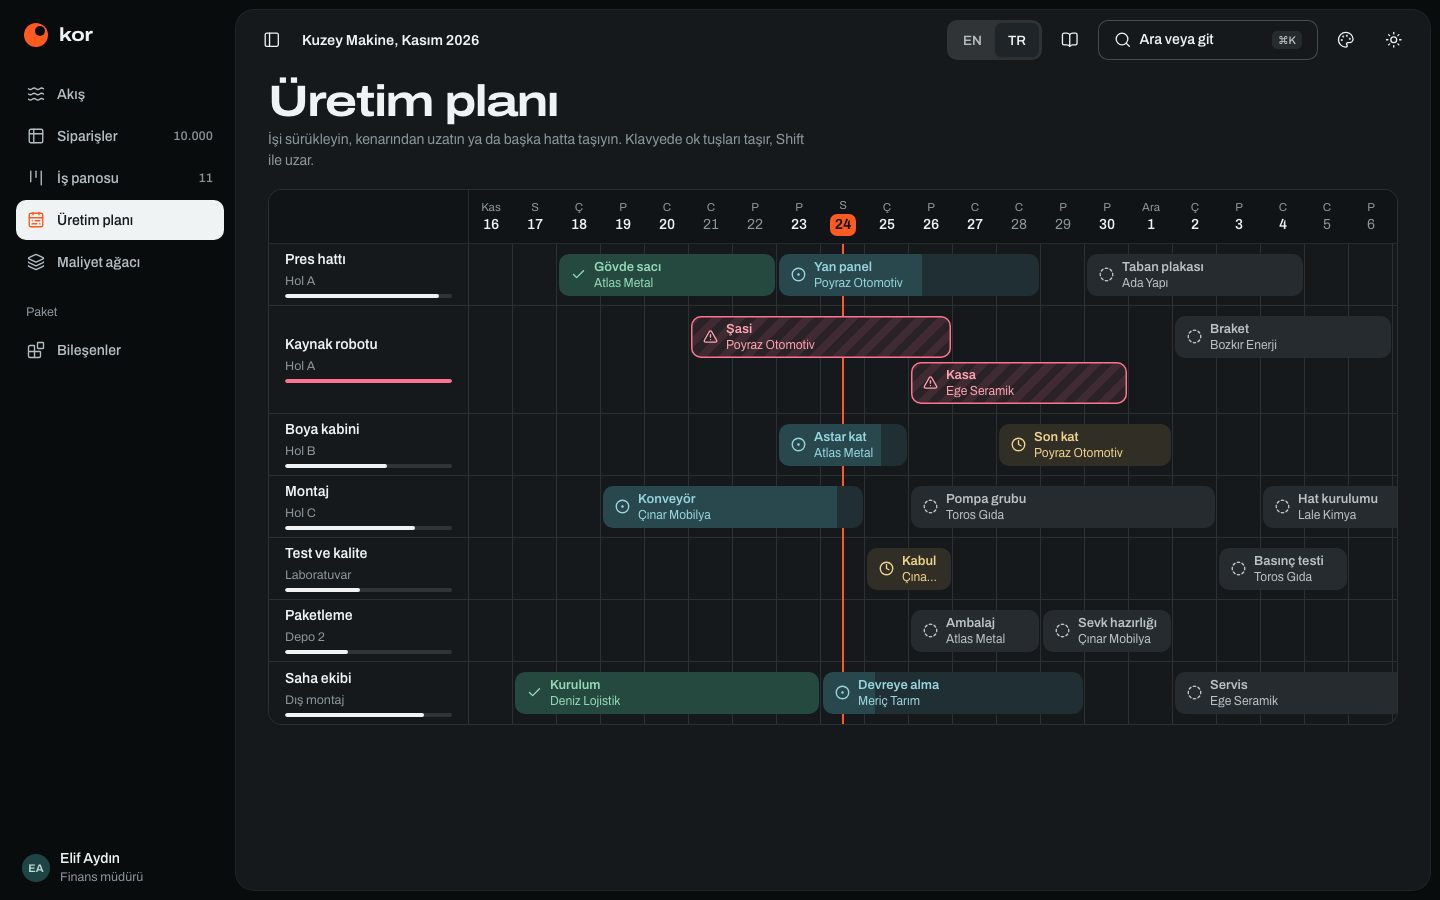 kor
Kuzey Makine, Kasım 2026
EN TR
Ara veya git ⌘K
Akış
Siparişler 10.000
İş panosu 11
Üretim planı
Maliyet ağacı
Paket
Bileşenler
Elif Aydın
EA
Finans müdürü
Üretim planı
İşi sürükleyin, kenarından uzatın ya da başka hatta taşıyın. Klavyede ok tuşları taşır, Shift
ile uzar.
Kas S Ç P C C P P S Ç P C C P P Ara Ç P C C P
16 17 18 19 20 21 22 23 24 25 26 27 28 29 30 1 2 3 4 5 6
Pres hattı
Hol A
Gövde sacı
Atlas Metal
Yan panel
Poyraz Otomotiv
Taban plakası
Ada Yapı
Kaynak robotu
Hol A
Şasi
Poyraz Otomotiv
Kasa
Ege Seramik
Braket
Bozkır Enerji
Boya kabini
Hol B
Astar kat
Atlas Metal
Son kat
Poyraz Otomotiv
Montaj
Hol C
Konveyör
Çınar Mobilya
Pompa grubu
Toros Gıda
Hat kurulumu
Lale Kimya
Test ve kalite
Laboratuvar
Kabul
Çına...
Basınç testi
Toros Gıda
Paketleme
Depo 2
Ambalaj
Atlas Metal
Sevk hazırlığı
Çınar Mobilya
Saha ekibi
Dış montaj
Kurulum
Deniz Lojistik
Devreye alma
Meriç Tarım
Servis
Ege Seramik